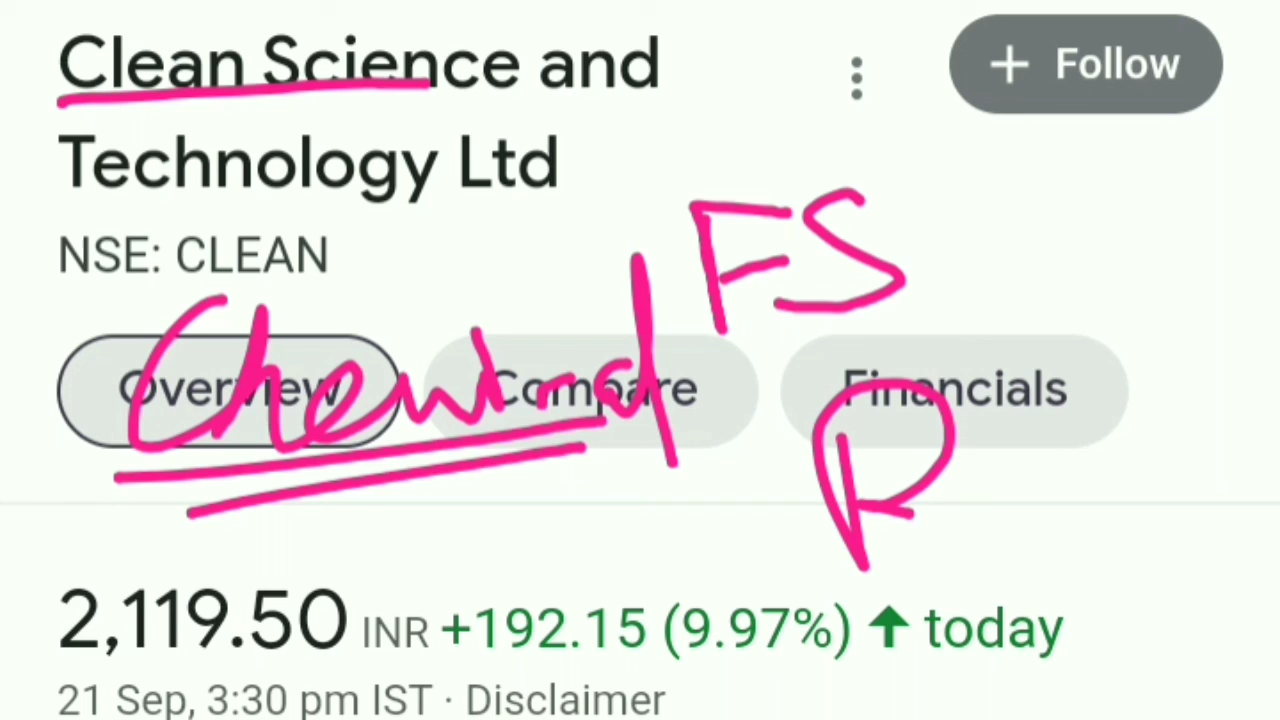 Clean Science and
+ Follow
Technology Ltd
NSE: CLEAN
FS
Chemical
Overview
Compare
Financials
R
2,119.50 INR +192.15 (9.97%) ↑ today
21 Sep, 3:30 pm IST · Disclaimer